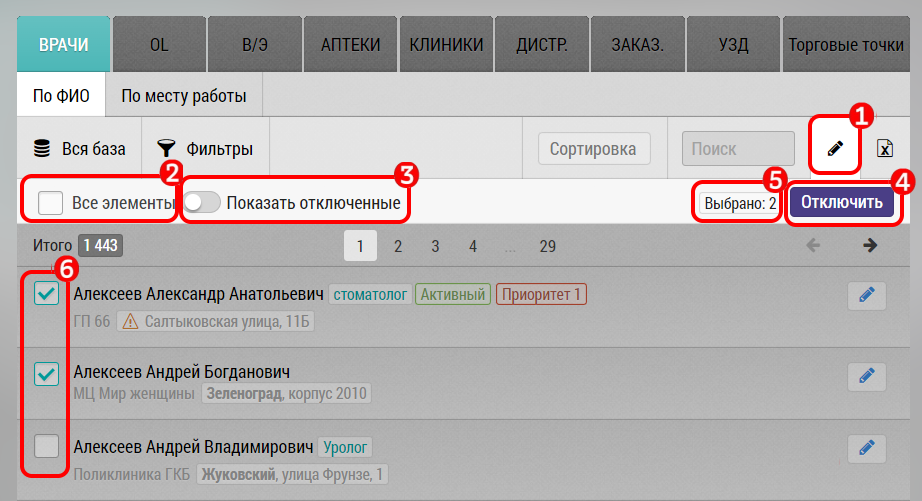 ВРАЧИ OL В/Э АПТЕКИ КЛИНИКИ ДИСТР. ЗАКАЗ. УЗД Торговые точки
По ФИО По месту работы
1
Вся база Фильтры Сортировка Поиск X
2 3 5 4
Все элементы Показать отключенные Выбрано: 2 Отключить
Итого 1 443 1 2 3 4 ... 29
6
Алексеев Александр Анатольевич стоматолог Активный Приоритет 1
ГП 66 Салтыковская улица, 11Б
Алексеев Андрей Богданович
МЦ Мир женщины Зеленоград, корпус 2010
Алексеев Андрей Владимирович Уролог
Поликлиника ГКБ Жуковский, улица Фрунзе, 1